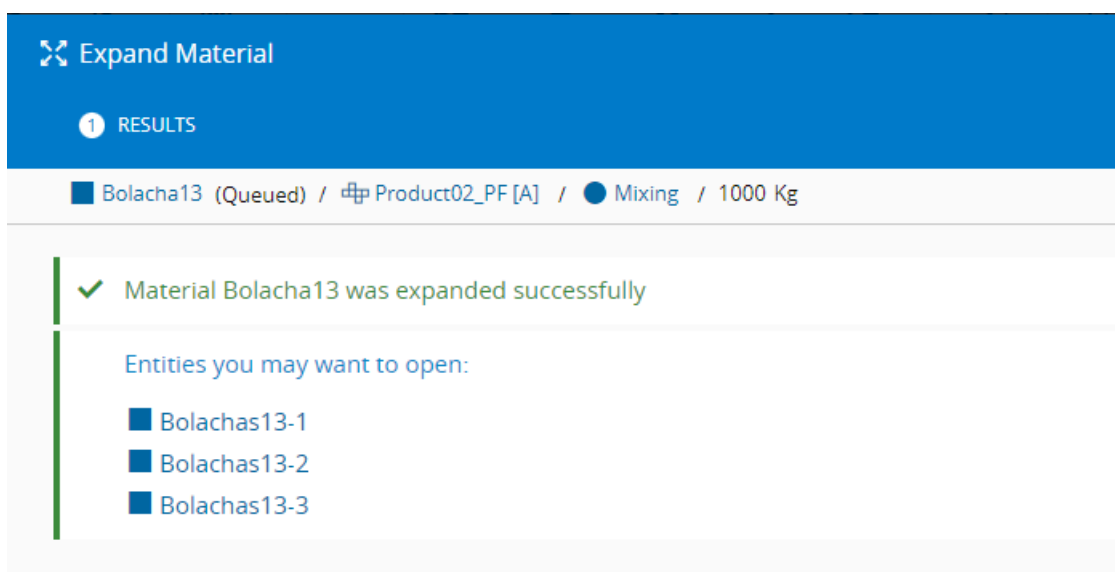 Expand Material
1 RESULTS
Bolacha13 (Queued) / Product02_PF [A] / Mixing / 1000 Kg
Material Bolacha13 was expanded successfully
Entities you may want to open:
Bolachas13-1
Bolachas13-2
Bolachas13-3